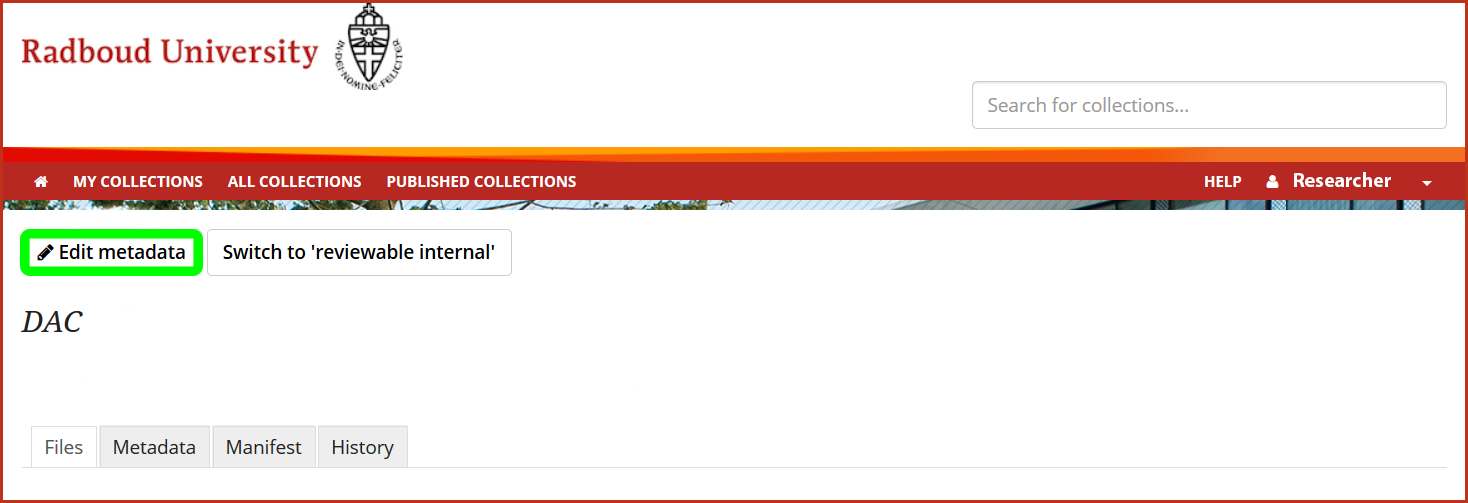 Radboud University
IN·DEI·NOMINE·FELICITER
Search for collections...
MY COLLECTIONS ALL COLLECTIONS PUBLISHED COLLECTIONS HELP Researcher
Edit metadata Switch to 'reviewable internal'
DAC
Files Metadata Manifest History